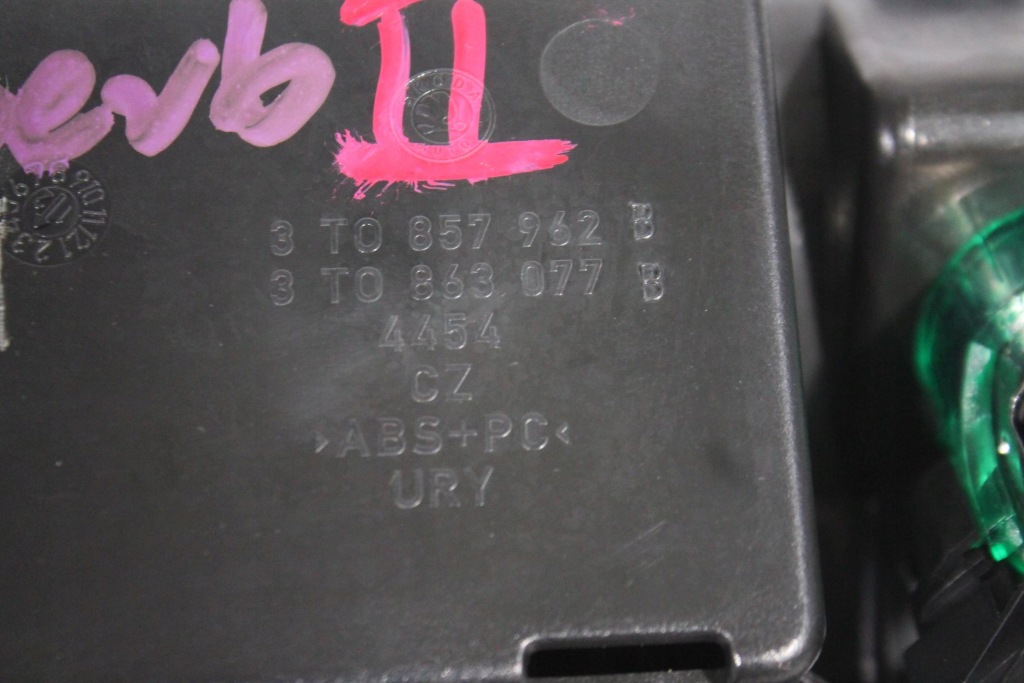 erb II
3 T0 857 962 B
3 T0 863 077 B
4454
CZ
>ABS+PC<
URY